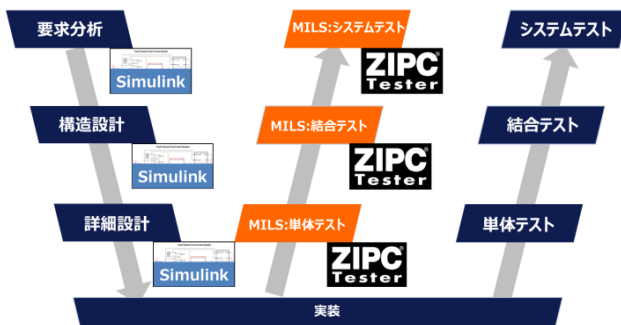 要求分析
MILS:システムテスト
システムテスト
Simulink
ZIPC®
Tester
構造設計
MILS:結合テスト
結合テスト
Simulink
ZIPC®
Tester
詳細設計
MILS:単体テスト
単体テスト
Simulink
ZIPC®
Tester
実装